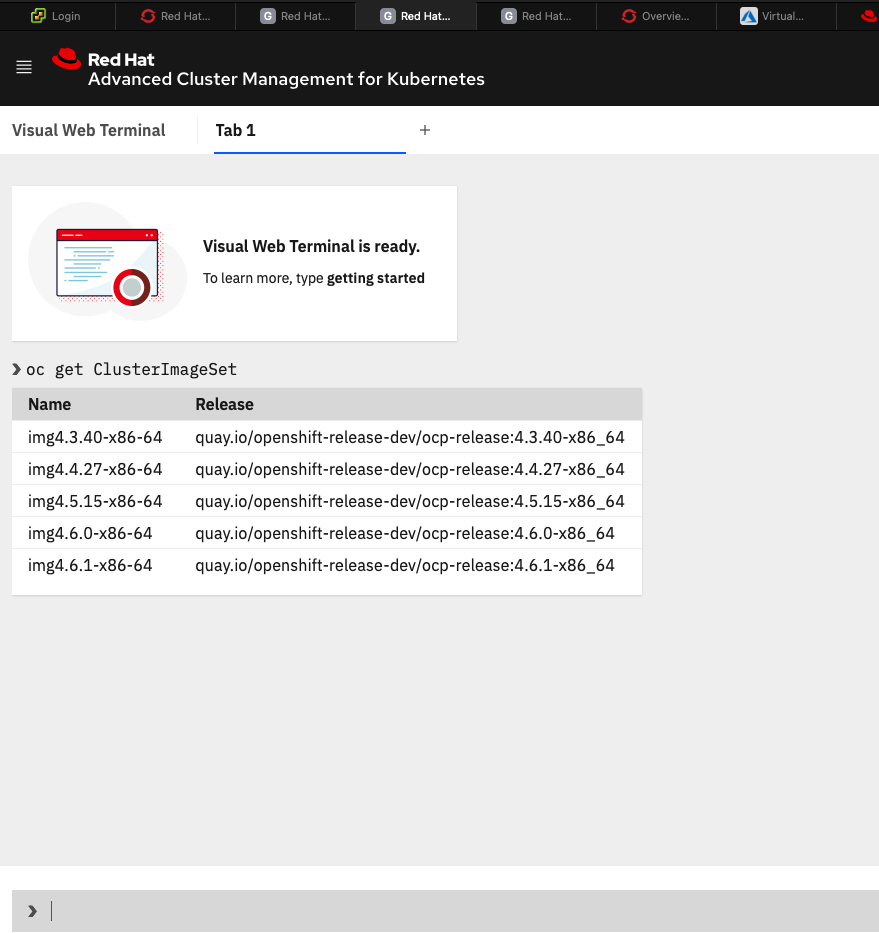 Login Red Hat... Red Hat... Red Hat... Red Hat... Overvie... Virtual...
Red Hat
Advanced Cluster Management for Kubernetes
Visual Web Terminal Tab 1 +
Visual Web Terminal is ready.
To learn more, type getting started
❯ oc get ClusterImageSet
Name Release
img4.3.40-x86-64 quay.io/openshift-release-dev/ocp-release:4.3.40-x86_64
img4.4.27-x86-64 quay.io/openshift-release-dev/ocp-release:4.4.27-x86_64
img4.5.15-x86-64 quay.io/openshift-release-dev/ocp-release:4.5.15-x86_64
img4.6.0-x86-64 quay.io/openshift-release-dev/ocp-release:4.6.0-x86_64
img4.6.1-x86-64 quay.io/openshift-release-dev/ocp-release:4.6.1-x86_64
❯